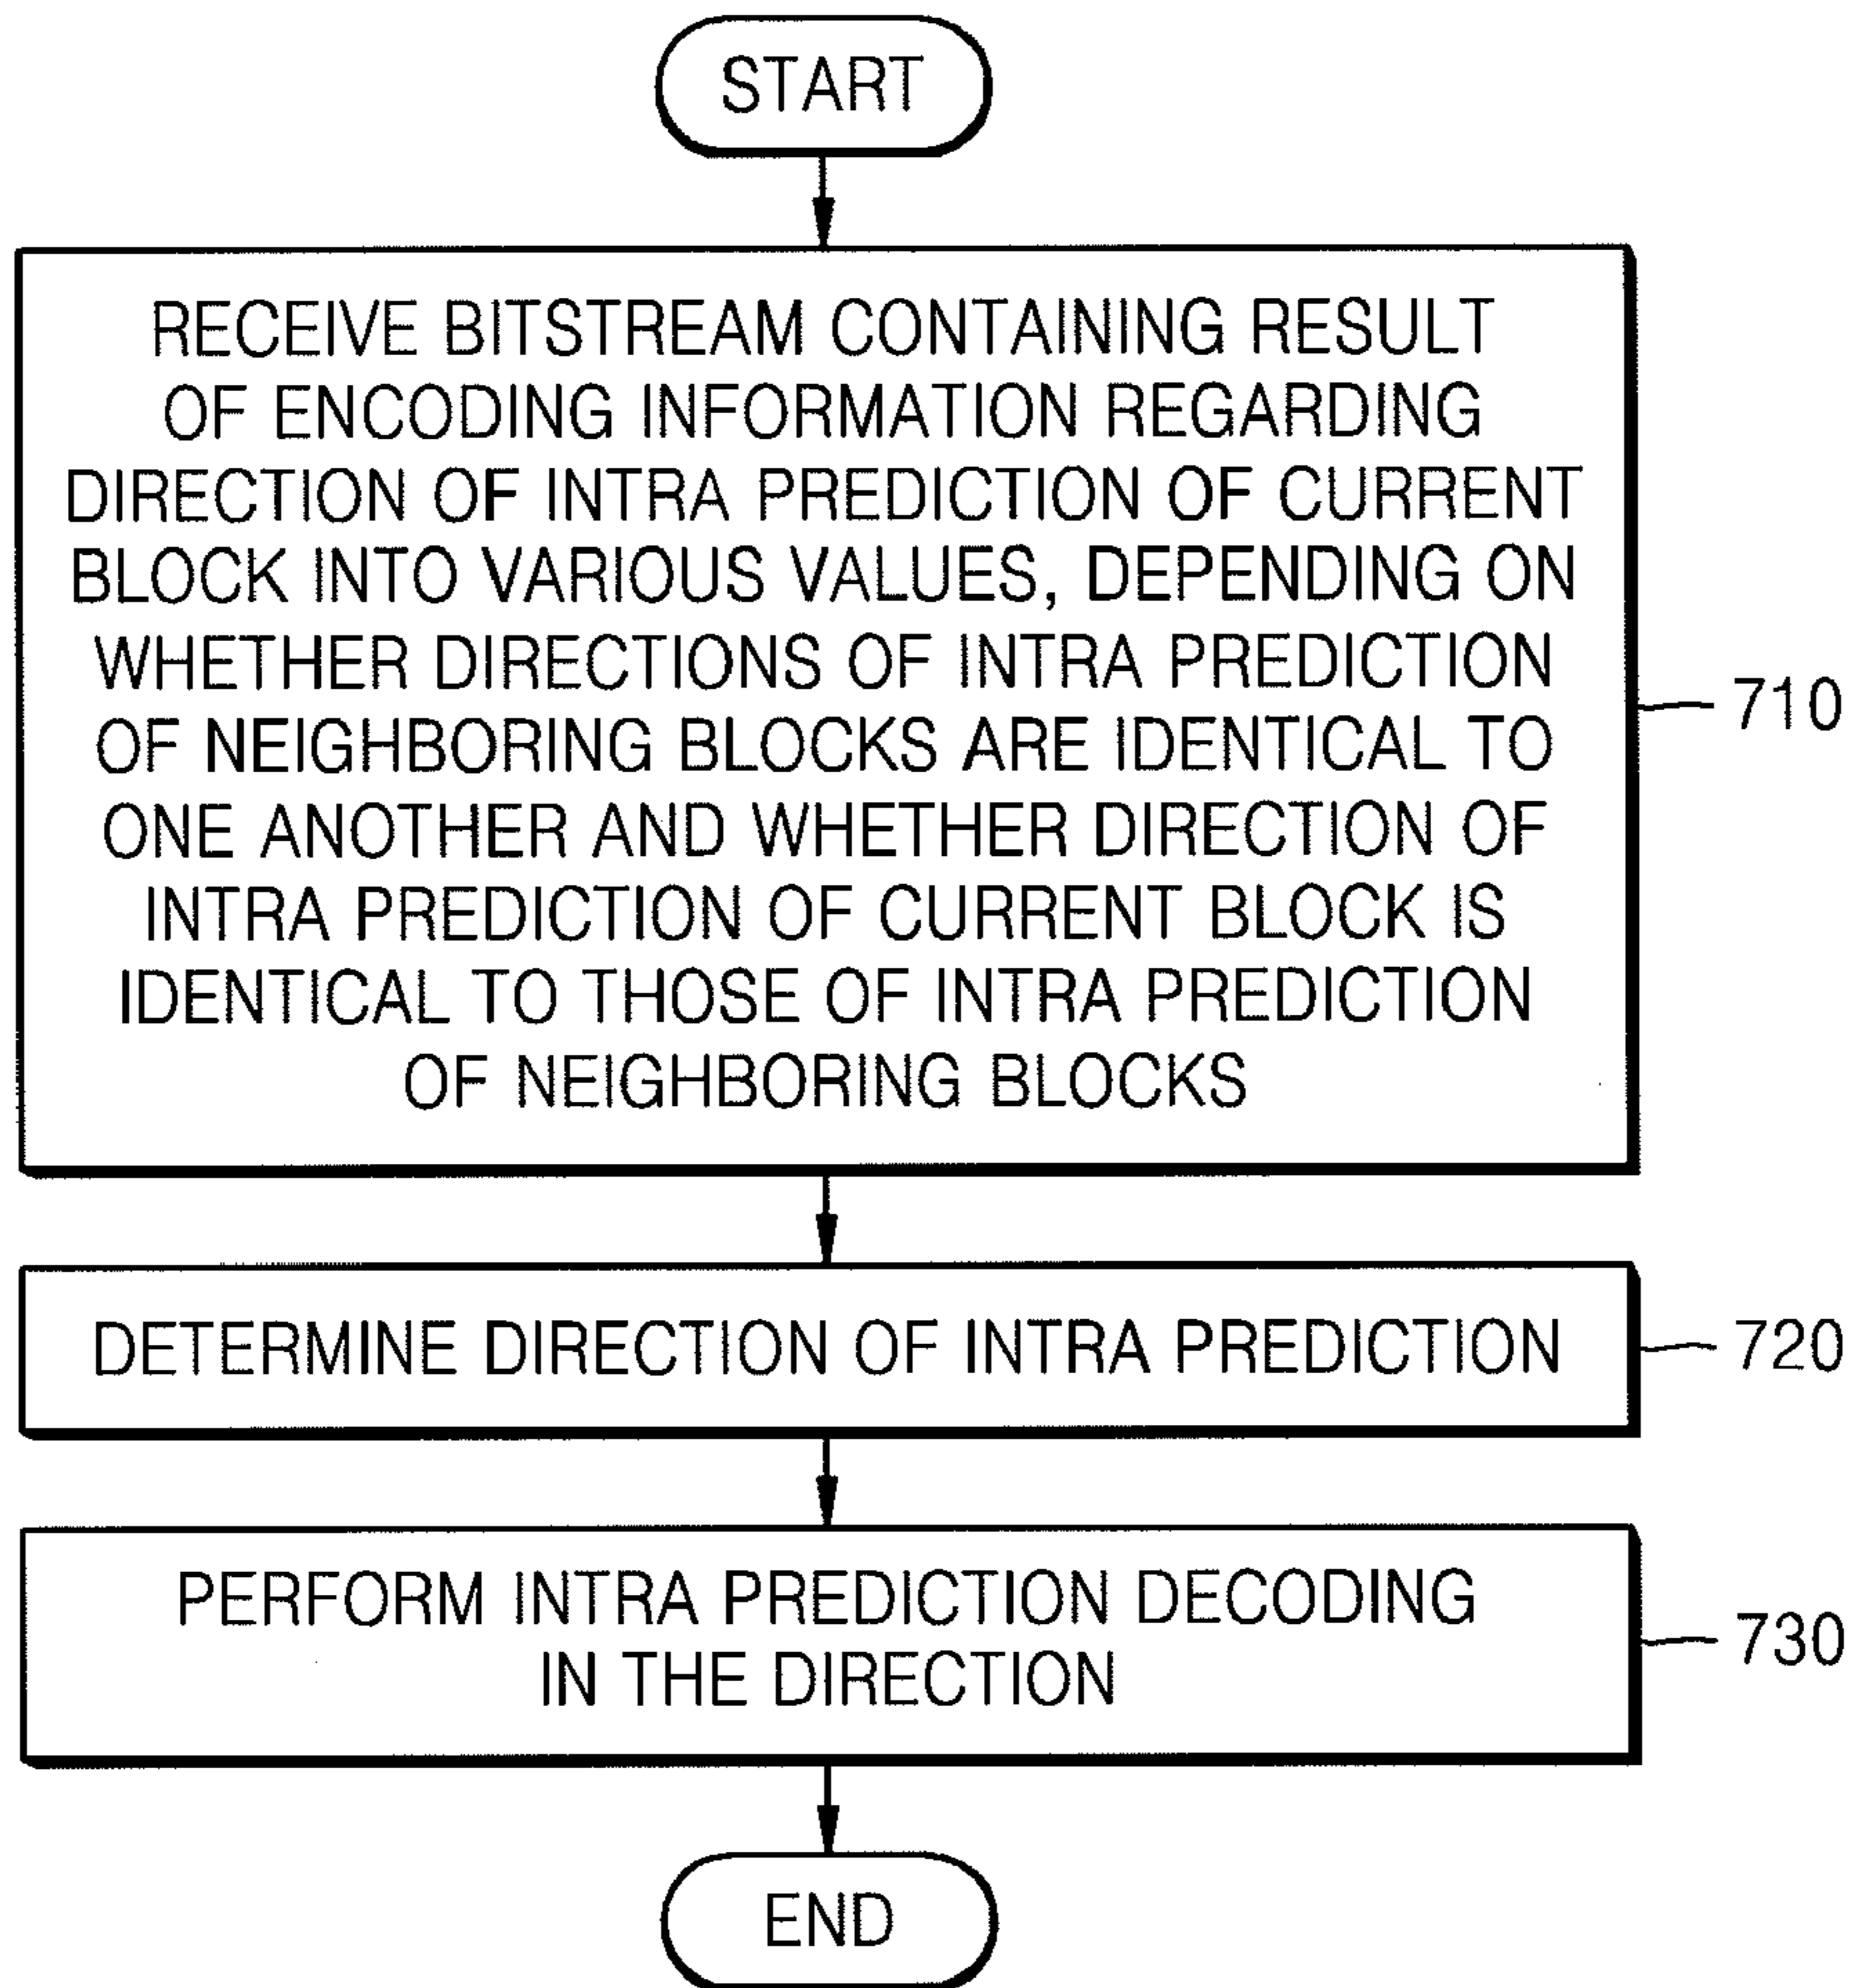 START
RECEIVE BITSTREAM CONTAINING RESULT
OF ENCODING INFORMATION REGARDING
DIRECTION OF INTRA PREDICTION OF CURRENT
BLOCK INTO VARIOUS VALUES, DEPENDING ON
WHETHER DIRECTIONS OF INTRA PREDICTION
OF NEIGHBORING BLOCKS ARE IDENTICAL TO
ONE ANOTHER AND WHETHER DIRECTION OF
INTRA PREDICTION OF CURRENT BLOCK IS
IDENTICAL TO THOSE OF INTRA PREDICTION
OF NEIGHBORING BLOCKS
710
DETERMINE DIRECTION OF INTRA PREDICTION
720
PERFORM INTRA PREDICTION DECODING
IN THE DIRECTION
730
END